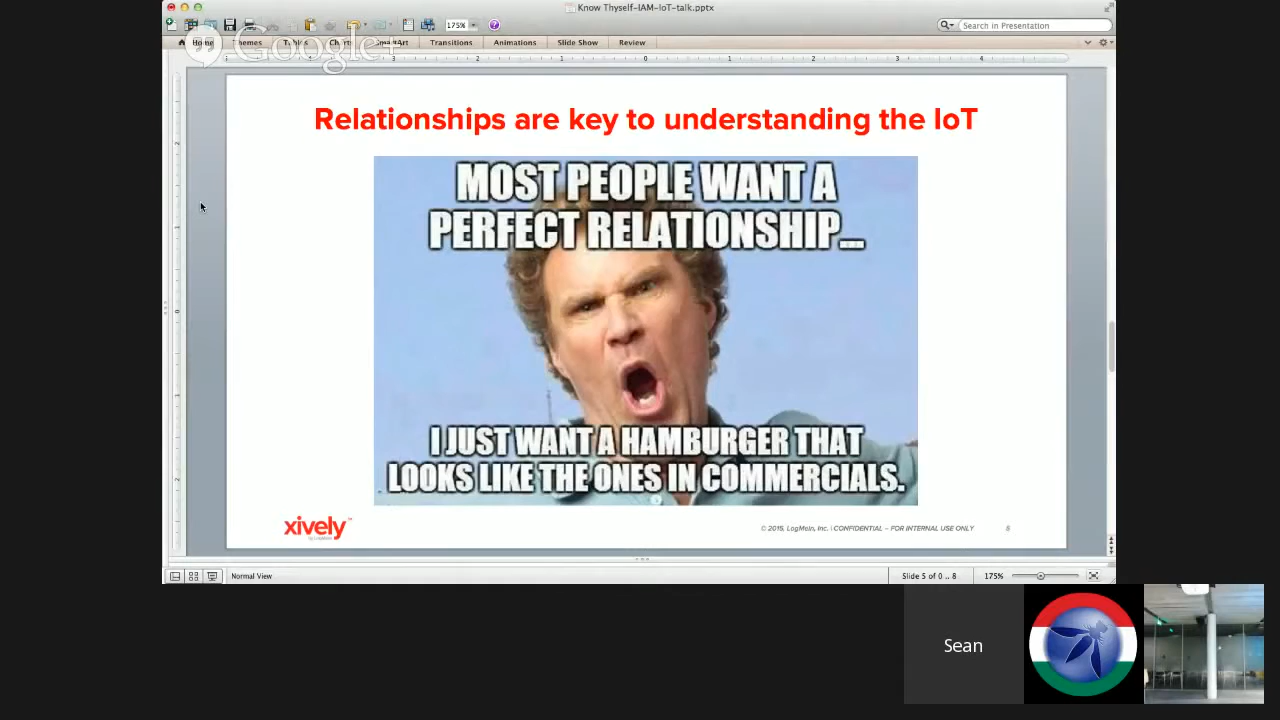 Know Thyself-IAM-IoT-talk.pptx
175%
Search in Presentation
Google+
Home
Themes
Tables
Charts
SmartArt
Transitions
Animations
Slide Show
Review
Relationships are key to understanding the IoT
MOST PEOPLE WANT A
PERFECT RELATIONSHIP...
I JUST WANT A HAMBURGER THAT
LOOKS LIKE THE ONES IN COMMERCIALS.
xively
© 2015, LogMeIn, Inc. | CONFIDENTIAL – FOR INTERNAL USE ONLY
Normal View
Slide 5 of 0 .. 8
175%
Sean